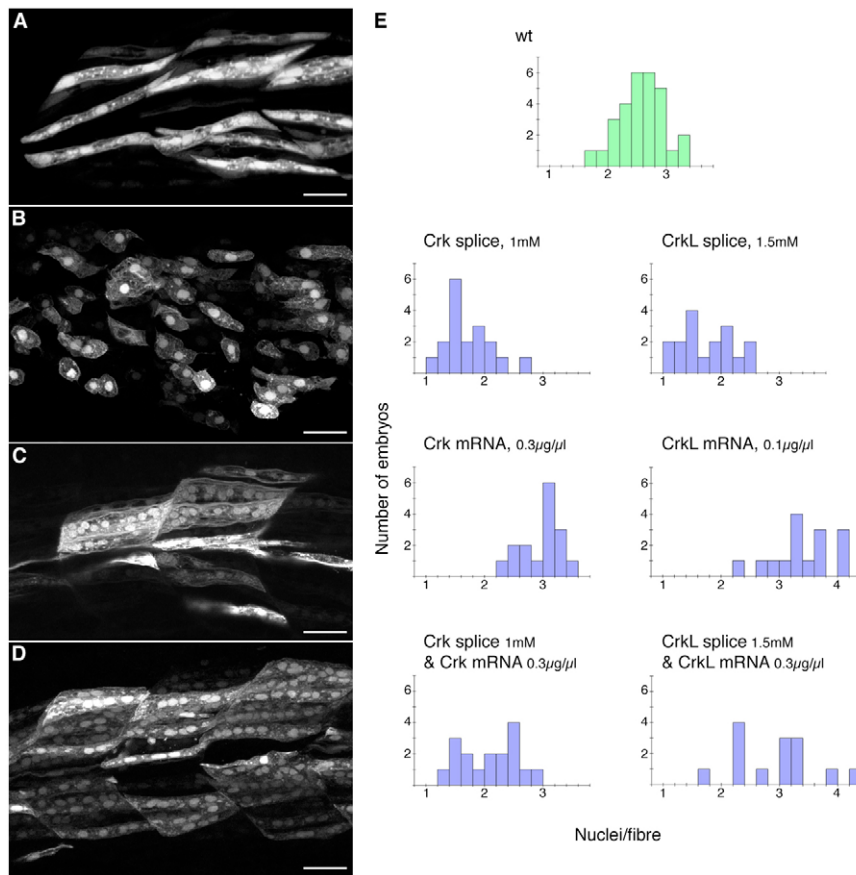 A
B
C
D
E
wt
6
4
2
1 2 3
Crk splice, 1mM
6
4
2
1 2 3
CrkL splice, 1.5mM
6
4
2
1 2 3
Number of embryos
Crk mRNA, 0.3µg/µl
6
4
2
1 2 3
CrkL mRNA, 0.1µg/µl
6
4
2
1 2 3 4
Crk splice 1mM
& Crk mRNA 0.3µg/µl
6
4
2
1 2 3
CrkL splice 1.5mM
& CrkL mRNA 0.3µg/µl
6
4
2
1 2 3 4
Nuclei/fibre